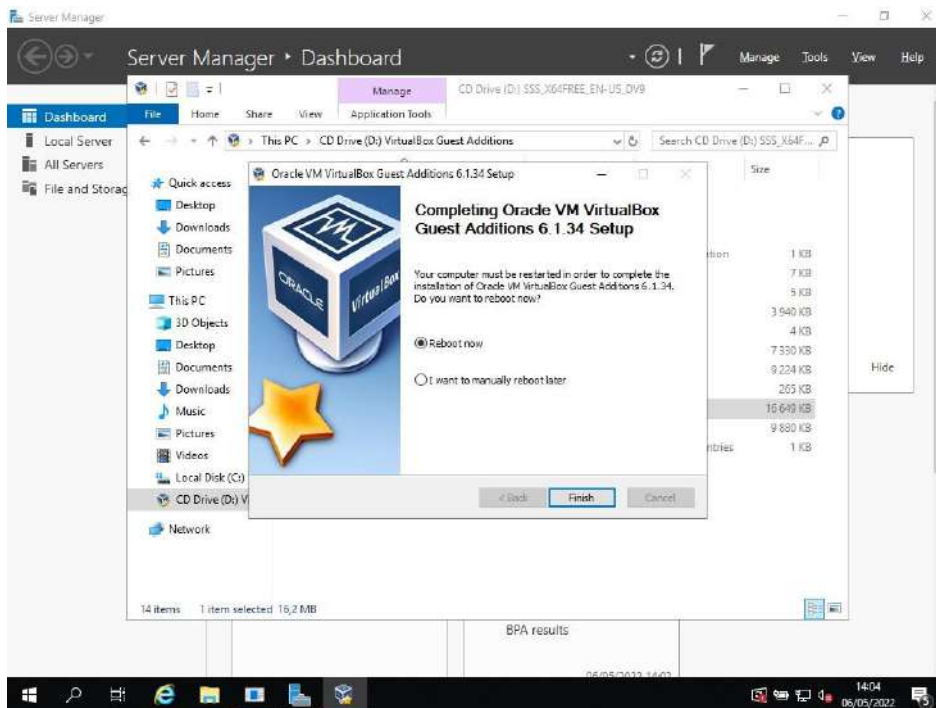 Server Manager
Server Manager • Dashboard
Manage Tools View Help
Dashboard
Local Server
All Servers
File and Storag
Manage
CD Drive (D:) SSS_X64FREE_EN-US_DV9
File Home Share View Application Tools
This PC > CD Drive (D:) VirtualBox Guest Additions
Search CD Drive (D:) SSS_X64F...
Size
Quick access
Desktop
Downloads
Documents
Pictures
This PC
3D Objects
Desktop
Documents
Downloads
Music
Pictures
Videos
Local Disk (C:)
CD Drive (D:) V
Network
Oracle VM VirtualBox Guest Additions 6.1.34 Setup
ORACLE
VirtualBox
Completing Oracle VM VirtualBox
Guest Additions 6.1.34 Setup
Your computer must be restarted in order to complete the
installation of Oracle VM VirtualBox Guest Additions 6.1.34.
Do you want to reboot now?
Reboot now
I want to manually reboot later
< Back Finish Cancel
1 KB
7 KB
5 KB
3 940 KB
4 KB
7 330 KB
9 224 KB
265 KB
16 649 KB
9 880 KB
ntries 1 KB
Hide
14 items 1 item selected 16,2 MB
BPA results
06/05/2022 14:02
14:04
06/05/2022